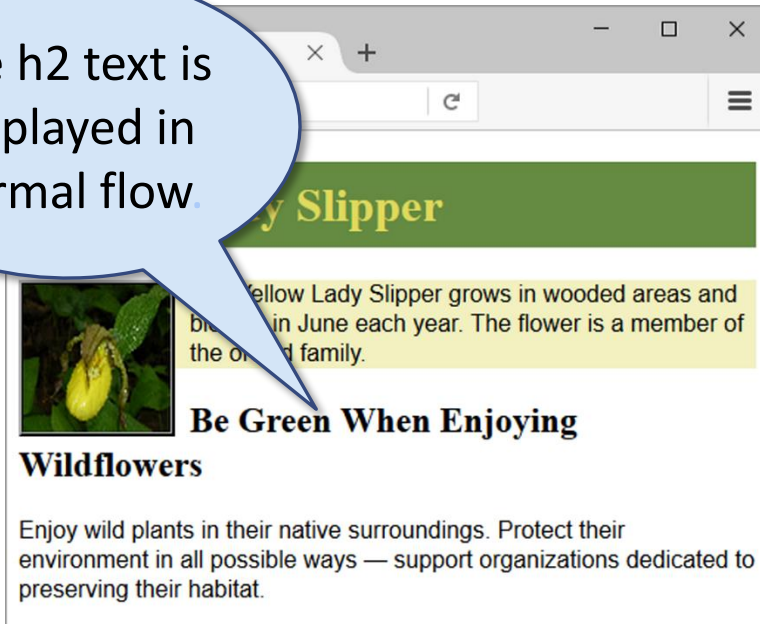 h2 text is
played in
rmal flow.
Slipper
ellow Lady Slipper grows in wooded areas and
in June each year. The flower is a member of
the family.
Be Green When Enjoying
Wildflowers
Enjoy wild plants in their native surroundings. Protect their
environment in all possible ways — support organizations dedicated to
preserving their habitat.